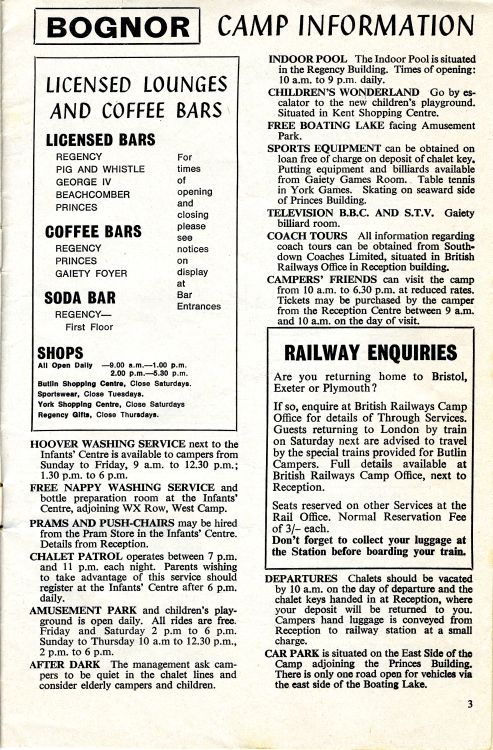 BOGNOR CAMP INFORMATION
LICENSED LOUNGES
AND COFFEE BARS
LICENSED BARS
REGENCY
PIG AND WHISTLE
GEORGE IV
BEACHCOMBER
PRINCES
COFFEE BARS
REGENCY
PRINCES
GAIETY FOYER
SODA BAR
REGENCY—
First Floor
For
times
of
opening
and
closing
please
see
notices
on
display
at
Bar
Entrances
SHOPS
All Open Daily —9.00 a.m.—1.00 p.m.
2.00 p.m.—5.30 p.m.
Butlin Shopping Centre, Close Saturdays.
Sportswear, Close Tuesdays.
York Shopping Centre, Close Saturdays
Regency Gifts, Close Thursdays.
HOOVER WASHING SERVICE next to the
Infants' Centre is available to campers from
Sunday to Friday, 9 a.m. to 12.30 p.m.;
1.30 p.m. to 6 p.m.
FREE NAPPY WASHING SERVICE and
bottle preparation room at the Infants'
Centre, adjoining WX Row, West Camp.
PRAMS AND PUSH-CHAIRS may be hired
from the Pram Store in the Infants' Centre.
Details from Reception.
CHALET PATROL operates between 7 p.m.
and 11 p.m. each night. Parents wishing
to take advantage of this service should
register at the Infants' Centre after 6 p.m.
daily.
AMUSEMENT PARK and children's play-
ground is open daily. All rides are free.
Friday and Saturday 2 p.m to 6 p.m.
Sunday to Thursday 10 a.m to 12.30 p.m.,
2 p.m. to 6 p.m.
AFTER DARK The management ask cam-
pers to be quiet in the chalet lines and
consider elderly campers and children.
INDOOR POOL The Indoor Pool is situated
in the Regency Building. Times of opening:
10 a.m. to 9 p.m. daily.
CHILDREN'S WONDERLAND Go by es-
calator to the new children's playground.
Situated in Kent Shopping Centre.
FREE BOATING LAKE facing Amusement
Park.
SPORTS EQUIPMENT can be obtained on
loan free of charge on deposit of chalet key.
Putting equipment and billiards available
from Gaiety Games Room. Table tennis
in York Games. Skating on seaward side
of Princes Building.
TELEVISION B.B.C. AND S.T.V. Gaiety
billiard room.
COACH TOURS All information regarding
coach tours can be obtained from South-
down Coaches Limited, situated in British
Railways Office in Reception building.
CAMPERS' FRIENDS can visit the camp
from 10 a.m. to 6.30 p.m. at reduced rates.
Tickets may be purchased by the camper
from the Reception Centre between 9 a.m.
and 10 a.m. on the day of visit.
RAILWAY ENQUIRIES
Are you returning home to Bristol,
Exeter or Plymouth?
If so, enquire at British Railways Camp
Office for details of Through Services.
Guests returning to London by train
on Saturday next are advised to travel
by the special trains provided for Butlin
Campers. Full details available at
British Railways Camp Office, next to
Reception.
Seats reserved on other Services at the
Rail Office. Normal Reservation Fee
of 3/– each.
Don't forget to collect your luggage at
the Station before boarding your train.
DEPARTURES Chalets should be vacated
by 10 a.m. on the day of departure and the
chalet keys handed in at Reception, where
your deposit will be returned to you.
Campers hand luggage is conveyed from
Reception to railway station at a small
charge.
CAR PARK is situated on the East Side of the
Camp adjoining the Princes Building.
There is only one road open for vehicles via
the east side of the Boating Lake.
3